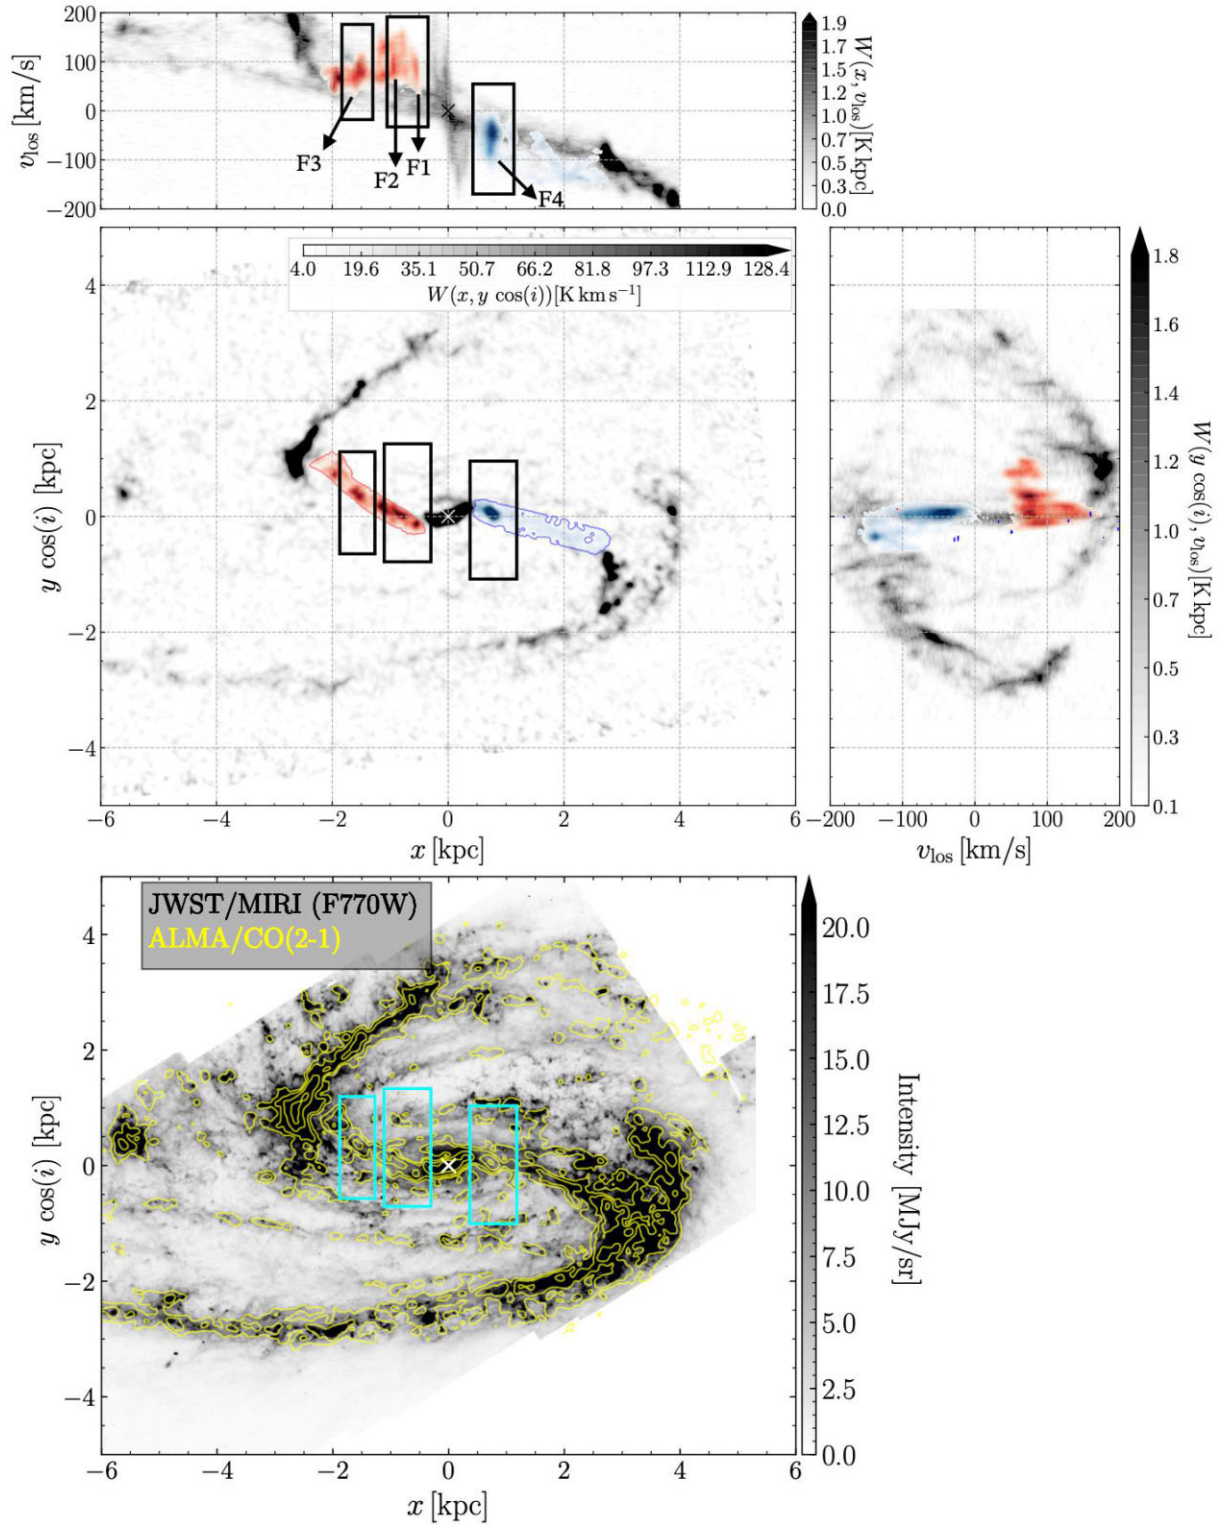 200
100
0
−100
−200
v_los [km/s]
F3
F2
F1
F4
1.9
1.7
1.5
1.2
1.0
0.8
0.5
0.3
0.0
W(x, v_los)[K kpc]
4.0 19.6 35.1 50.7 66.2 81.8 97.3 112.9 128.4
W(x, y cos(i))[K km s⁻¹]
4
2
0
−2
−4
y cos(i) [kpc]
−6 −4 −2 0 2 4 6
x [kpc]
−200 −100 0 100 200
v_los [km/s]
1.8
1.6
1.4
1.2
1.0
0.7
0.5
0.3
0.1
W(y cos(i), v_los)[K kpc]
JWST/MIRI (F770W)
ALMA/CO(2-1)
4
2
0
−2
−4
y cos(i) [kpc]
−6 −4 −2 0 2 4 6
x [kpc]
20.0
17.5
15.0
12.5
10.0
7.5
5.0
2.5
0.0
Intensity [MJy/sr]